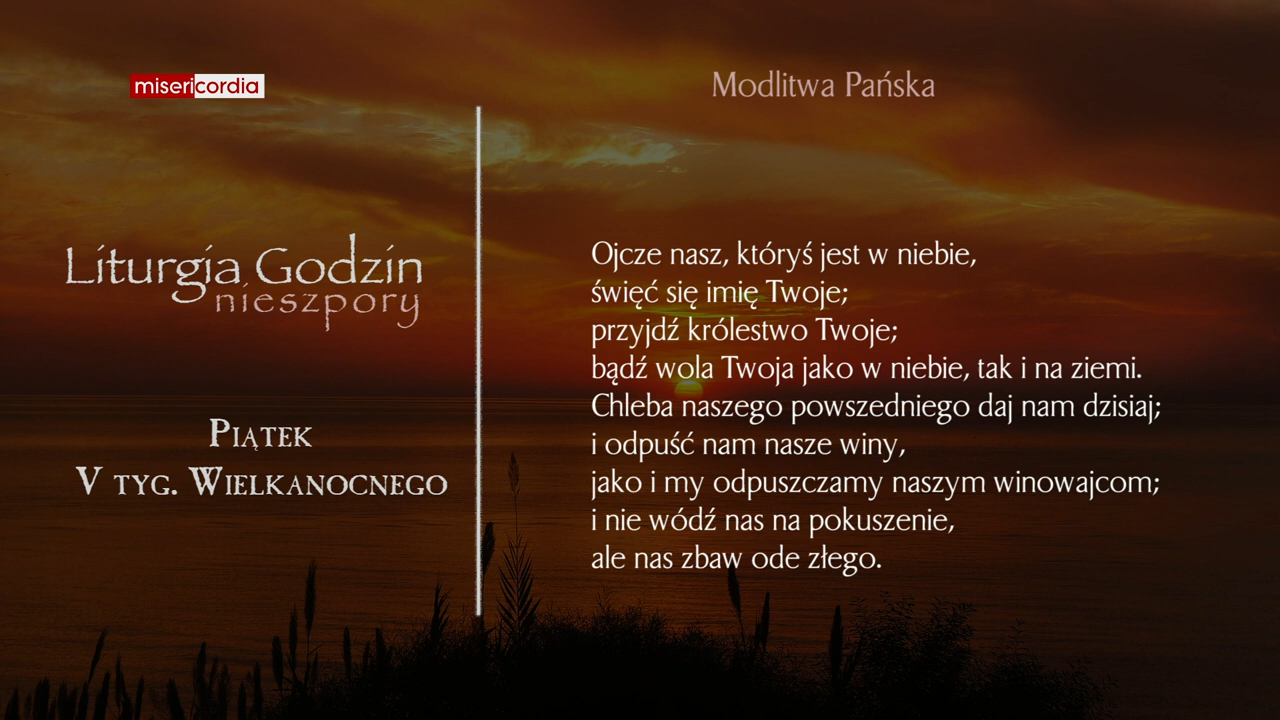 misericordia
Liturgia Godzin
nieszpory
Piątek
V tyg. Wielkanocnego
Modlitwa Pańska
Ojcze nasz, któryś jest w niebie,
święć się imię Twoje;
przyjdź królestwo Twoje;
bądź wola Twoja jako w niebie, tak i na ziemi.
Chleba naszego powszedniego daj nam dzisiaj;
i odpuść nam nasze winy,
jako i my odpuszczamy naszym winowajcom;
i nie wódź nas na pokuszenie,
ale nas zbaw ode złego.